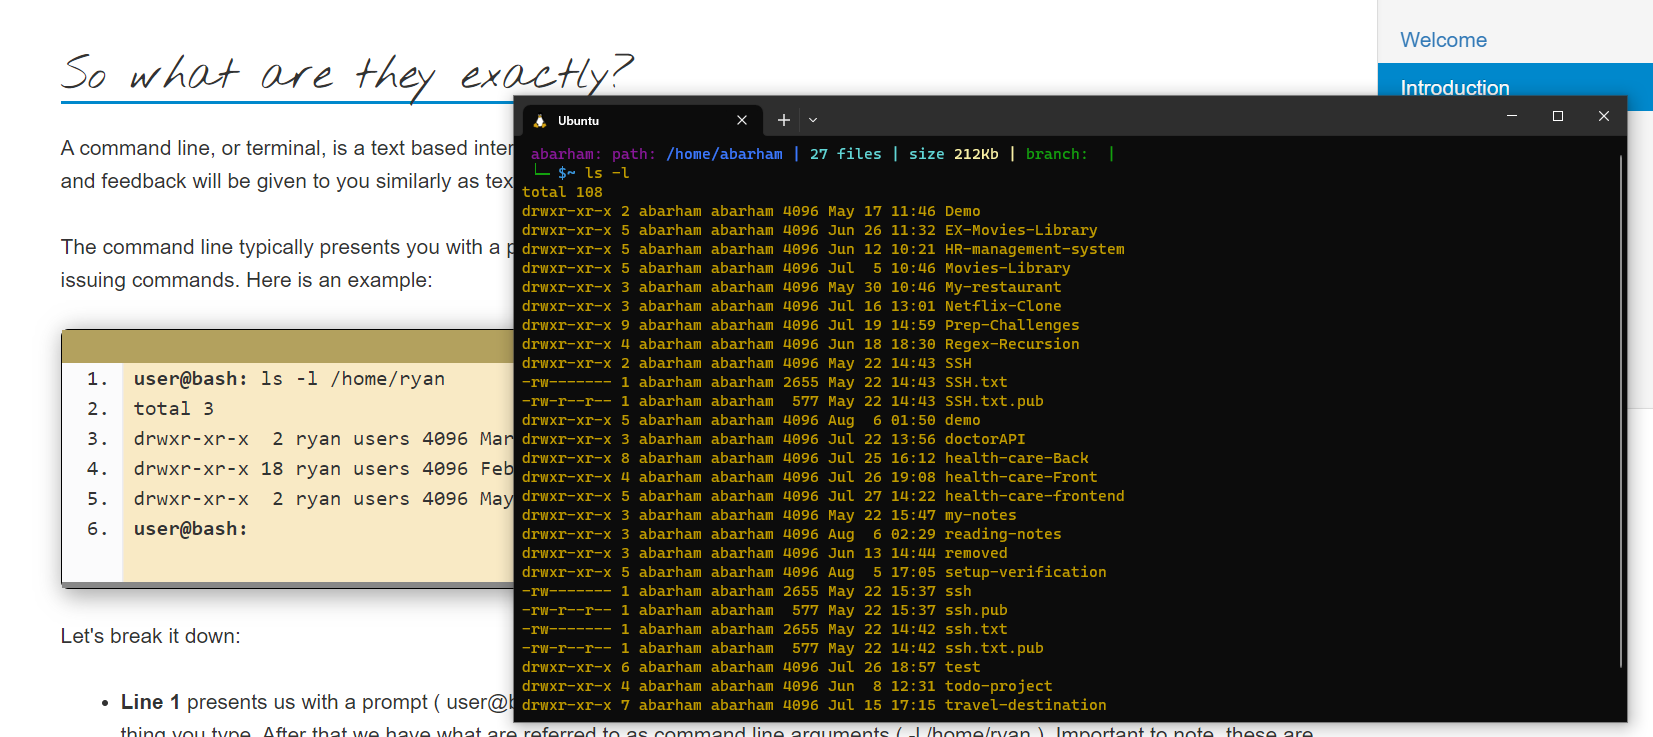 So what are they exactly?
A command line, or terminal, is a text based inter
and feedback will be given to you similarly as tex
The command line typically presents you with a p
issuing commands. Here is an example:
1. user@bash: ls -l /home/ryan
2. total 3
3. drwxr-xr-x  2 ryan users 4096 Mar
4. drwxr-xr-x 18 ryan users 4096 Feb
5. drwxr-xr-x  2 ryan users 4096 May
6. user@bash:
Let's break it down:
• Line 1 presents us with a prompt ( user@b
thing you type. After that we have what are referred to as command line arguments ( -l /home/ryan ). Important to note, these are
Welcome
Introduction
Ubuntu
abarham: path: /home/abarham | 27 files | size 212Kb | branch:  |
└─ $~ ls -l
total 108
drwxr-xr-x 2 abarham abarham 4096 May 17 11:46 Demo
drwxr-xr-x 5 abarham abarham 4096 Jun 26 11:32 EX-Movies-Library
drwxr-xr-x 5 abarham abarham 4096 Jun 12 10:21 HR-management-system
drwxr-xr-x 5 abarham abarham 4096 Jul  5 10:46 Movies-Library
drwxr-xr-x 3 abarham abarham 4096 May 30 10:46 My-restaurant
drwxr-xr-x 3 abarham abarham 4096 Jul 16 13:01 Netflix-Clone
drwxr-xr-x 9 abarham abarham 4096 Jul 19 14:59 Prep-Challenges
drwxr-xr-x 4 abarham abarham 4096 Jun 18 18:30 Regex-Recursion
drwxr-xr-x 2 abarham abarham 4096 May 22 14:43 SSH
-rw------- 1 abarham abarham 2655 May 22 14:43 SSH.txt
-rw-r--r-- 1 abarham abarham  577 May 22 14:43 SSH.txt.pub
drwxr-xr-x 5 abarham abarham 4096 Aug  6 01:50 demo
drwxr-xr-x 3 abarham abarham 4096 Jul 22 13:56 doctorAPI
drwxr-xr-x 8 abarham abarham 4096 Jul 25 16:12 health-care-Back
drwxr-xr-x 4 abarham abarham 4096 Jul 26 19:08 health-care-Front
drwxr-xr-x 5 abarham abarham 4096 Jul 27 14:22 health-care-frontend
drwxr-xr-x 3 abarham abarham 4096 May 22 15:47 my-notes
drwxr-xr-x 3 abarham abarham 4096 Aug  6 02:29 reading-notes
drwxr-xr-x 3 abarham abarham 4096 Jun 13 14:44 removed
drwxr-xr-x 5 abarham abarham 4096 Aug  5 17:05 setup-verification
-rw------- 1 abarham abarham 2655 May 22 15:37 ssh
-rw-r--r-- 1 abarham abarham  577 May 22 15:37 ssh.pub
-rw------- 1 abarham abarham 2655 May 22 14:42 ssh.txt
-rw-r--r-- 1 abarham abarham  577 May 22 14:42 ssh.txt.pub
drwxr-xr-x 6 abarham abarham 4096 Jul 26 18:57 test
drwxr-xr-x 4 abarham abarham 4096 Jun  8 12:31 todo-project
drwxr-xr-x 7 abarham abarham 4096 Jul 15 17:15 travel-destination